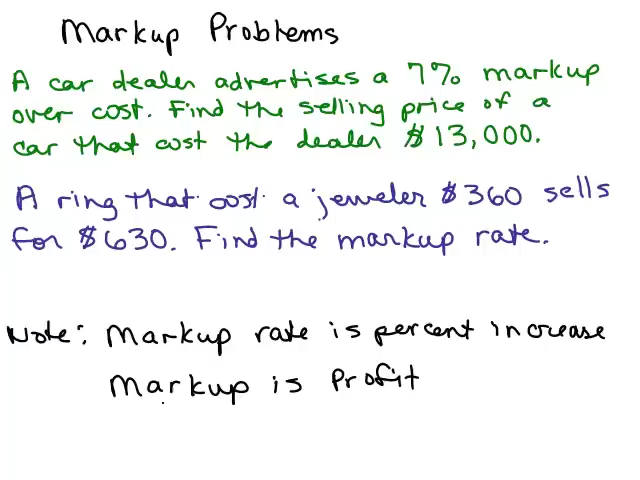 Markup Problems
A car dealer advertises a 7% markup
over cost. Find the selling price of a
car that cost the dealer $13,000.
A ring that cost a jeweler $360 sells
for $630. Find the markup rate.
Note: Markup rate is percent increase
Markup is Profit